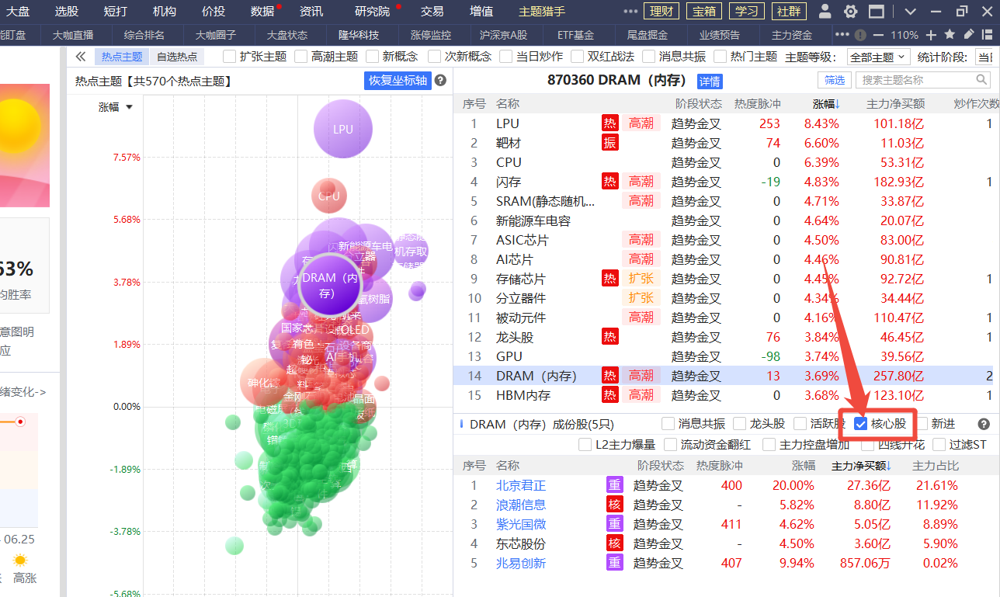 大盘 选股 短打 机构 价投 数据 资讯 研究院 交易 增值 主题猎手 ••• 理财 宝箱 学习 社群
能盯盘 大咖直播 综合排名 大咖圈子 大盘状态 隆华科技 涨停监控 沪深京A股 ETF基金 尾盘掘金 业绩预告 主力资金 ••• 110%
热点主题 自选热点 扩张主题 高潮主题 新概念 次新概念 当日炒作 双红战法 消息共振 热门主题 主题等级: 全部主题 统计阶段: 当日
热点主题【共570个热点主题】 恢复坐标轴 ?
870360 DRAM（内存） 详情 筛选 搜索主题名称
涨幅
7.57%
5.68%
3.78%
1.89%
0.00%
-1.89%
-3.78%
-5.68%
LPU
CPU
新能源车电
机存取
DRAM（内
存）
氧树脂
国家芯
OLED
有色
设备商
AI手机
砷化镓
金刚石
晶面
63%
均胜率
意图明
应
绪变化->
06.25
高涨
序号 名称 阶段状态 热度脉冲 涨幅↓ 主力净买额 炒作次数
1 LPU 热 高潮 趋势金叉 253 8.43% 101.18亿 1
2 靶材 振 趋势金叉 74 6.60% 11.03亿
3 CPU 趋势金叉 0 6.39% 53.31亿
4 闪存 热 高潮 趋势金叉 -19 4.83% 182.93亿 1
5 SRAM(静态随机... 高潮 趋势金叉 0 4.71% 33.87亿
6 新能源车电容 趋势金叉 0 4.64% 20.07亿
7 ASIC芯片 高潮 趋势金叉 0 4.50% 83.00亿 1
8 AI芯片 高潮 趋势金叉 0 4.46% 90.81亿 1
9 存储芯片 热 扩张 趋势金叉 0 4.45% 92.72亿 1
10 分立器件 扩张 趋势金叉 0 4.34% 34.44亿
11 被动元件 高潮 趋势金叉 0 4.16% 110.47亿 1
12 龙头股 热 趋势金叉 76 3.84% 46.45亿 1
13 GPU 趋势金叉 -98 3.74% 39.56亿
14 DRAM（内存） 热 高潮 趋势金叉 13 3.69% 257.80亿 2
15 HBM内存 热 高潮 趋势金叉 0 3.68% 123.10亿 1
DRAM（内存）成份股(5只) 消息共振 龙头股 活跃股 核心股 新进 ?
L2主力爆量 流动资金翻红 主力控盘增加 四线开花 过滤ST
序号 名称 阶段状态 热度脉冲 涨幅 主力净买额↓ 主力占比
1 北京君正 重 趋势金叉 400 20.00% 27.36亿 21.61%
2 浪潮信息 核 趋势金叉 - 5.82% 8.80亿 11.92%
3 紫光国微 重 趋势金叉 411 4.62% 5.05亿 8.89%
4 东芯股份 核 趋势金叉 - 4.50% 3.60亿 5.90%
5 兆易创新 重 趋势金叉 407 9.94% 857.06万 0.02%